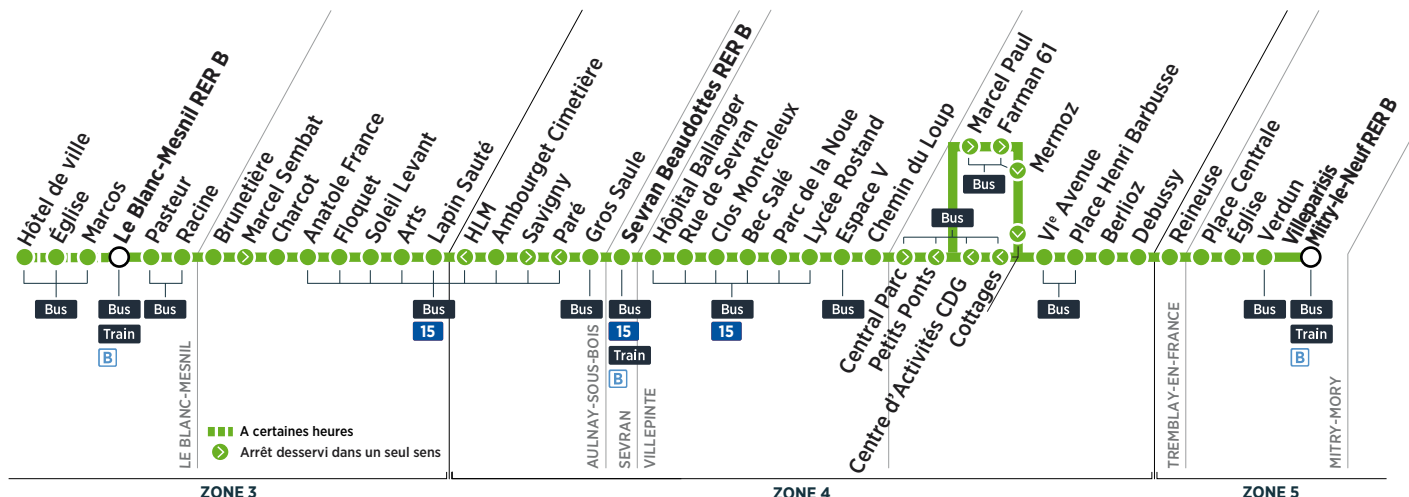 Hôtel de ville
Église
Marcos
Le Blanc-Mesnil RER B
Pasteur
Racine
Brunetière
Marcel Sembat
Charcot
Anatole France
Floquet
Soleil Levant
Arts
Lapin Sauté
HLM
Ambourget Cimetière
Savigny
Paré
Gros Saule
Sevran Beaudottes RER B
Hôpital Ballanger
Rue de Sevran
Clos Montceleux
Bec Salé
Parc de la Noue
Lycée Rostand
Espace V
Chemin du Loup
Marcel Paul
Farman 61
Mermoz
Central Parc
Petits Ponts
Centre d'Activités CDG
Cottages
VIe Avenue
Place Henri Barbusse
Berlioz
Debussy
Reineuse
Place Centrale
Église
Verdun
Villeparisis
Mitry-le-Neuf RER B
Bus
Bus
Bus
Train
B
Bus
Bus
15
Bus
Bus
15
Train
B
Bus
15
Bus
Bus
Bus
Bus
Bus
Bus
Train
B
LE BLANC-MESNIL
AULNAY-SOUS-BOIS
SEVRAN
VILLEPINTE
TREMBLAY-EN-FRANCE
MITRY-MORY
A certaines heures
Arrêt desservi dans un seul sens
ZONE 3
ZONE 4
ZONE 5